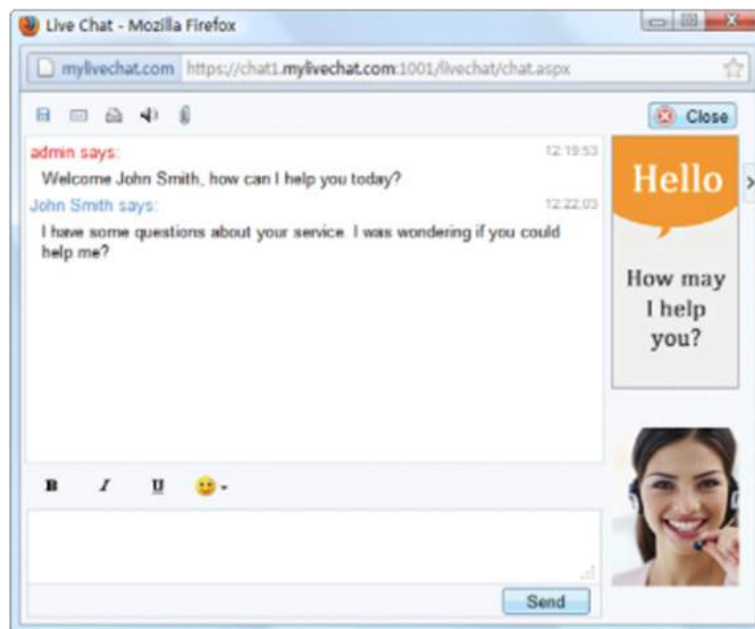 Live Chat - Mozilla Firefox
mylivechat.com https://chat1.mylivechat.com:1001/livechat/chat.aspx
Close
admin says: 12:19:53
Welcome John Smith, how can I help you today?
John Smith says: 12:22:03
I have some questions about your service. I was wondering if you could
help me?
Hello
How may
I help
you?
B I U
Send